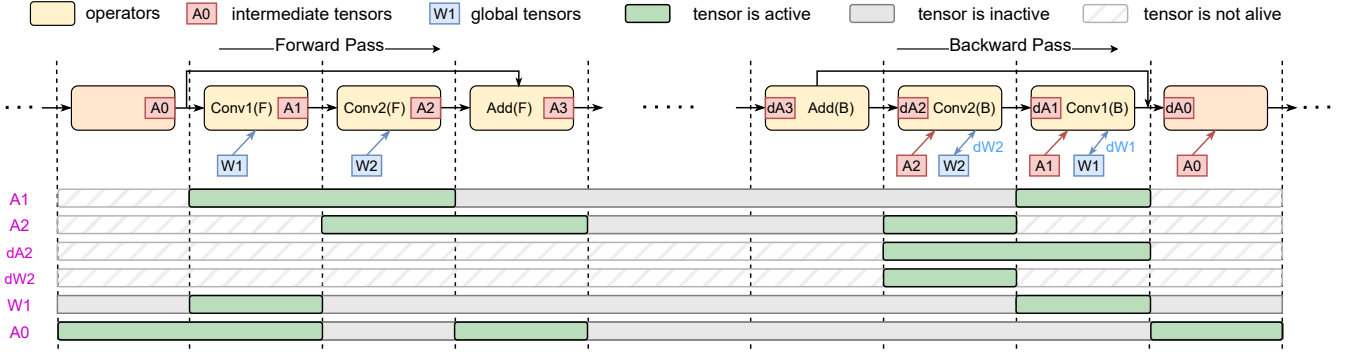 operators A0 intermediate tensors W1 global tensors tensor is active tensor is inactive tensor is not alive
Forward Pass Backward Pass
A0 Conv1(F) A1 Conv2(F) A2 Add(F) A3 dA3 Add(B) dA2 Conv2(B) dA1 Conv1(B) dA0
dW2 dW1
W1 W2 A2 W2 A1 W1 A0
A1
A2
dA2
dW2
W1
A0